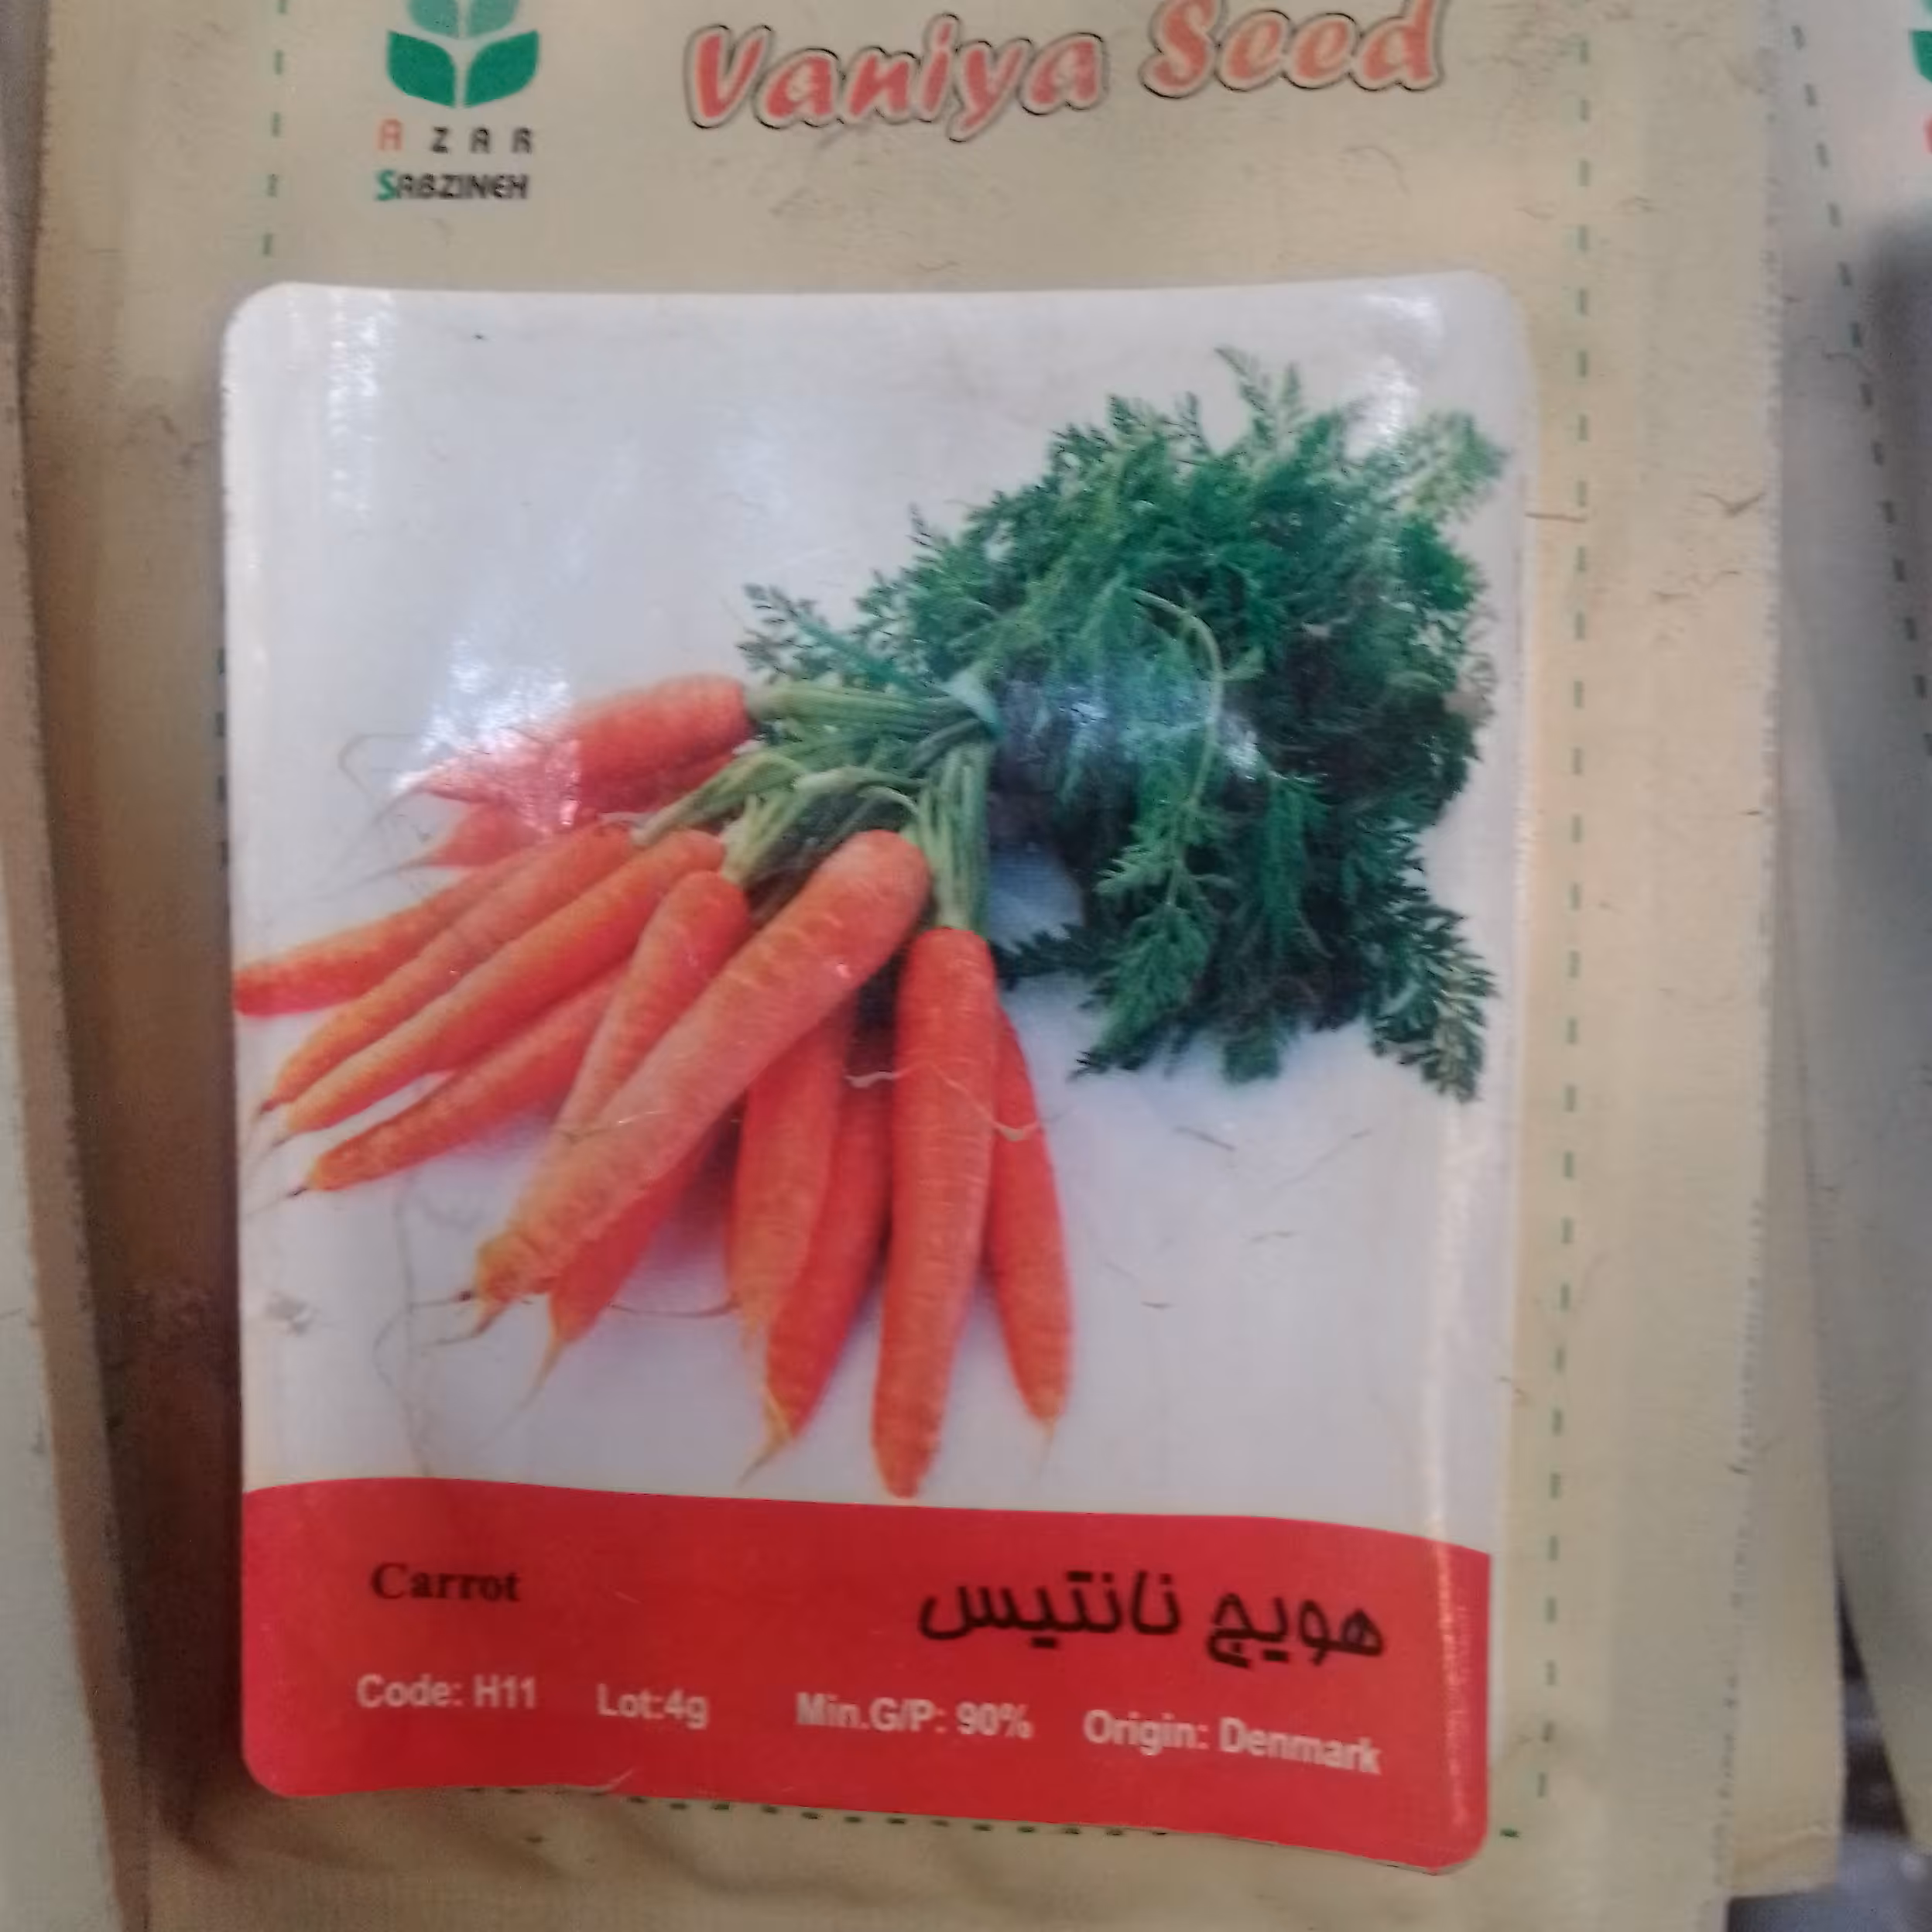 Vaniya Seed
AZAR
SABZINEH
Carrot
هویج نانتیس
Code: H11 Lot:4g Min.G/P: 90% Origin: Denmark